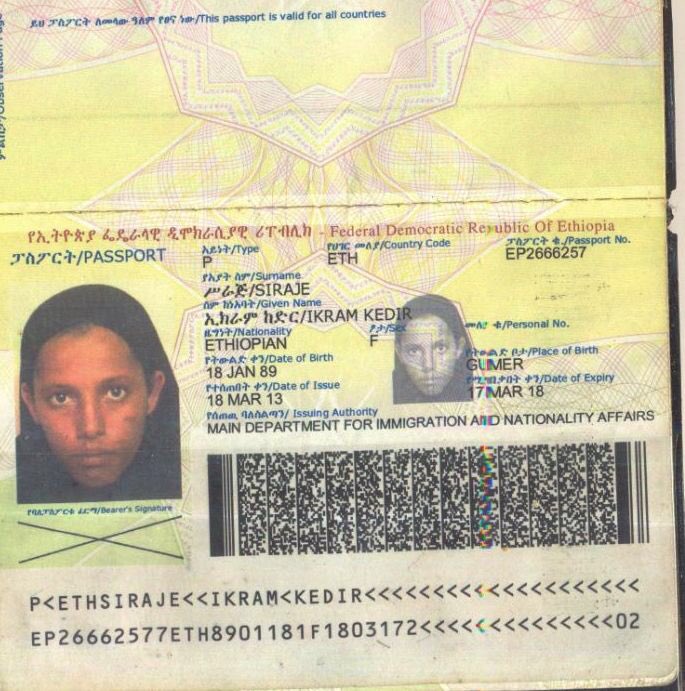 ይህ ፓስፖርት ለመላው ዓለም የፀና ነው/This passport is valid for all countries
የኢትዮጵያ ፌዴራላዊ ዲሞክራሲያዊ ሪፐብሊክ - Federal Democratic Republic Of Ethiopia
ፓስፖርት/PASSPORT
አይነት/Type
P
የሀገር መለያ/Country Code
ETH
ፓስፖርት ቁ./Passport No.
EP2666257
የአያት ስም/Surname
ሥራጅ/SIRAJE
ስም ከነአባት/Given Name
ኢክራም ከድር/IKRAM KEDIR
ዜግነት/Nationality
ETHIOPIAN
ፆታ/Sex
F
መለያ ቁ/Personal No.
የትውልድ ቀን/Date of Birth
18 JAN 89
የትውልድ ቦታ/Place of Birth
GUMER
የተሰጠበት ቀን/Date of Issue
18 MAR 13
የሚያበቃበት ቀን/Date of Expiry
17 MAR 18
የሰጠዉ ባለስልጣን/ Issuing Authority
MAIN DEPARTMENT FOR IMMIGRATION AND NATIONALITY AFFAIRS
የባለፓስፖርቱ ፊርማ/Bearer's Signature
P<ETHSIRAJE<<IKRAM<KEDIR<<<<<<<<<<<<<<<<<<<<
EP26662577ETH8901181F1803172<<<<<<<<<<<<<<02